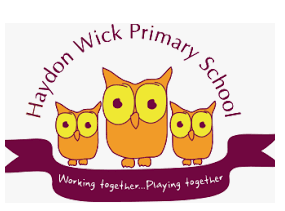 Haydon Wick Primary School
Working together...Playing together